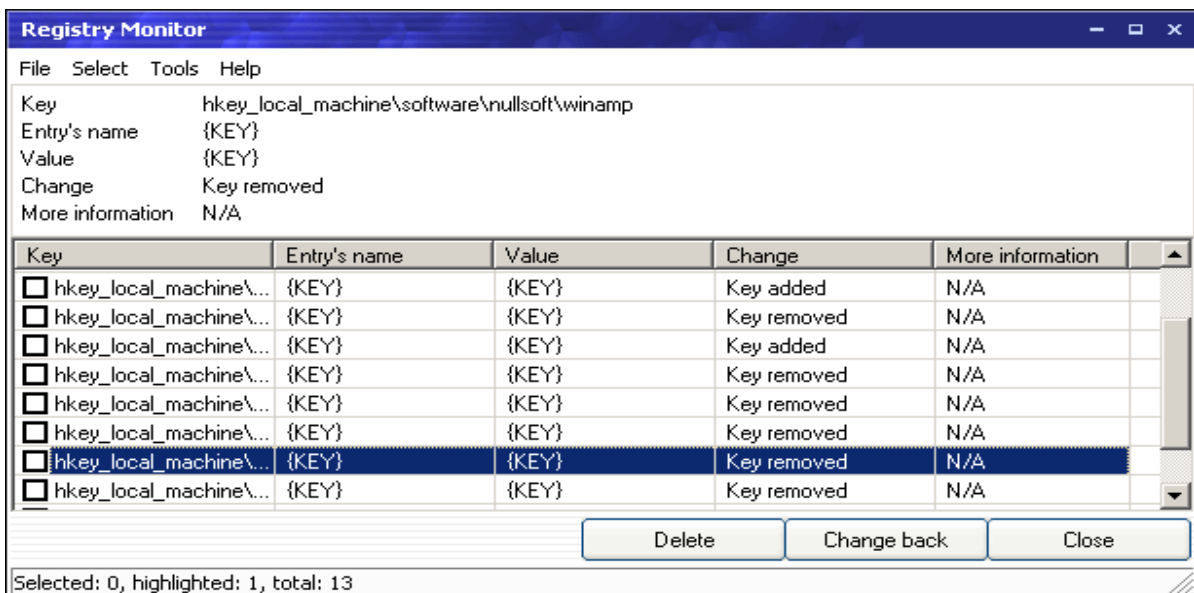 Registry Monitor
File Select Tools Help
Key hkey_local_machine\software\nullsoft\winamp
Entry's name {KEY}
Value {KEY}
Change Key removed
More information N/A
Key Entry's name Value Change More information
hkey_local_machine\... {KEY} {KEY} Key added N/A
hkey_local_machine\... {KEY} {KEY} Key removed N/A
hkey_local_machine\... {KEY} {KEY} Key added N/A
hkey_local_machine\... {KEY} {KEY} Key removed N/A
hkey_local_machine\... {KEY} {KEY} Key removed N/A
hkey_local_machine\... {KEY} {KEY} Key removed N/A
hkey_local_machine\... {KEY} {KEY} Key removed N/A
hkey_local_machine\... {KEY} {KEY} Key removed N/A
Delete Change back Close
Selected: 0, highlighted: 1, total: 13